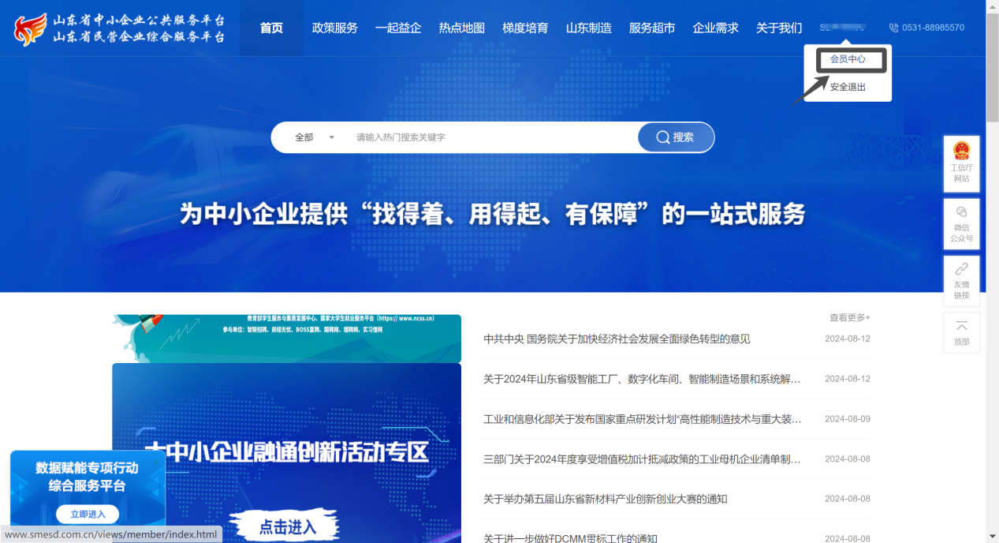 山东省中小企业公共服务平台
山东省民营企业综合服务平台
首页 政策服务 一起益企 热点地图 梯度培育 山东制造 服务超市 企业需求 关于我们 0531-88985570
会员中心
安全退出
全部 请输入热门搜索关键字 搜索
工信厅
网站
为中小企业提供“找得着、用得起、有保障”的一站式服务
微信
公众号
友情
链接
顶部
教育部学生服务与素质发展中心、国家大学生就业服务平台（https://www.ncss.cn）
参与单位：智联招聘、前程无忧、BOSS直聘、国聘网、猎聘网、实习僧网
查看更多+
中共中央 国务院关于加快经济社会发展全面绿色转型的意见 2024-08-12
关于2024年山东省级智能工厂、数字化车间、智能制造场景和系统解... 2024-08-12
工业和信息化部关于发布国家重点研发计划“高性能制造技术与重大装... 2024-08-09
三部门关于2024年度享受增值税加计抵减政策的工业母机企业清单制... 2024-08-08
关于举办第五届山东省新材料产业创新创业大赛的通知 2024-08-08
关于进一步做好DCMM贯标工作的通知 2024-08-08
大中小企业融通创新活动专区
点击进入
数据赋能专项行动
综合服务平台
立即进入
www.smesd.com.cn/views/member/index.html